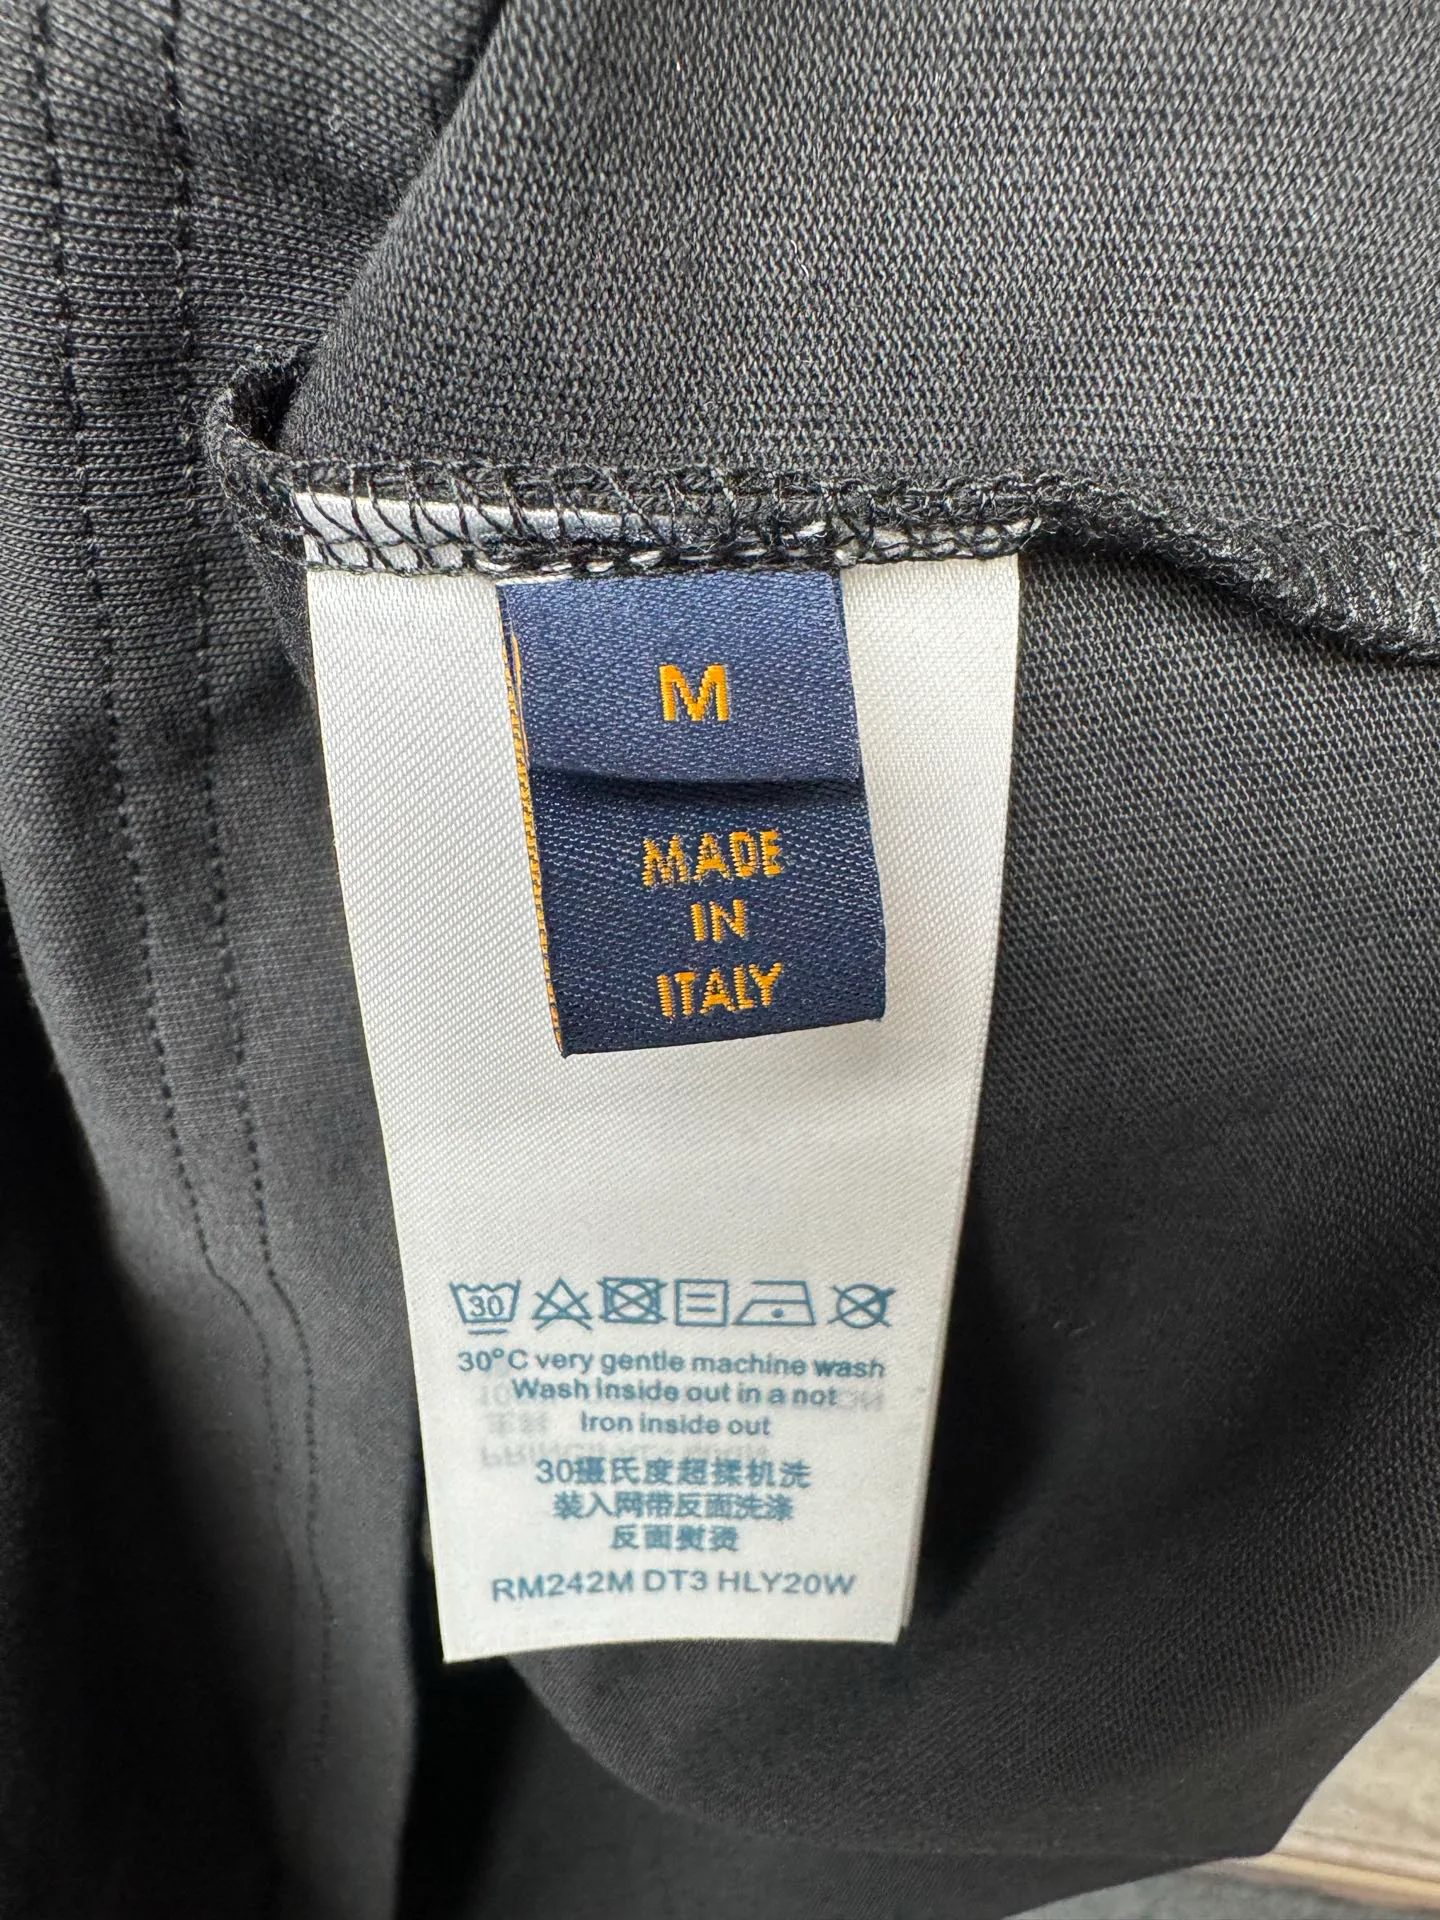 M
MADE
IN
ITALY
30
30°C very gentle machine wash
Wash inside out in a not
Iron inside out
30摄氏度超揉机洗
装入网带反面洗涤
反面熨烫
RM242M DT3 HLY20W